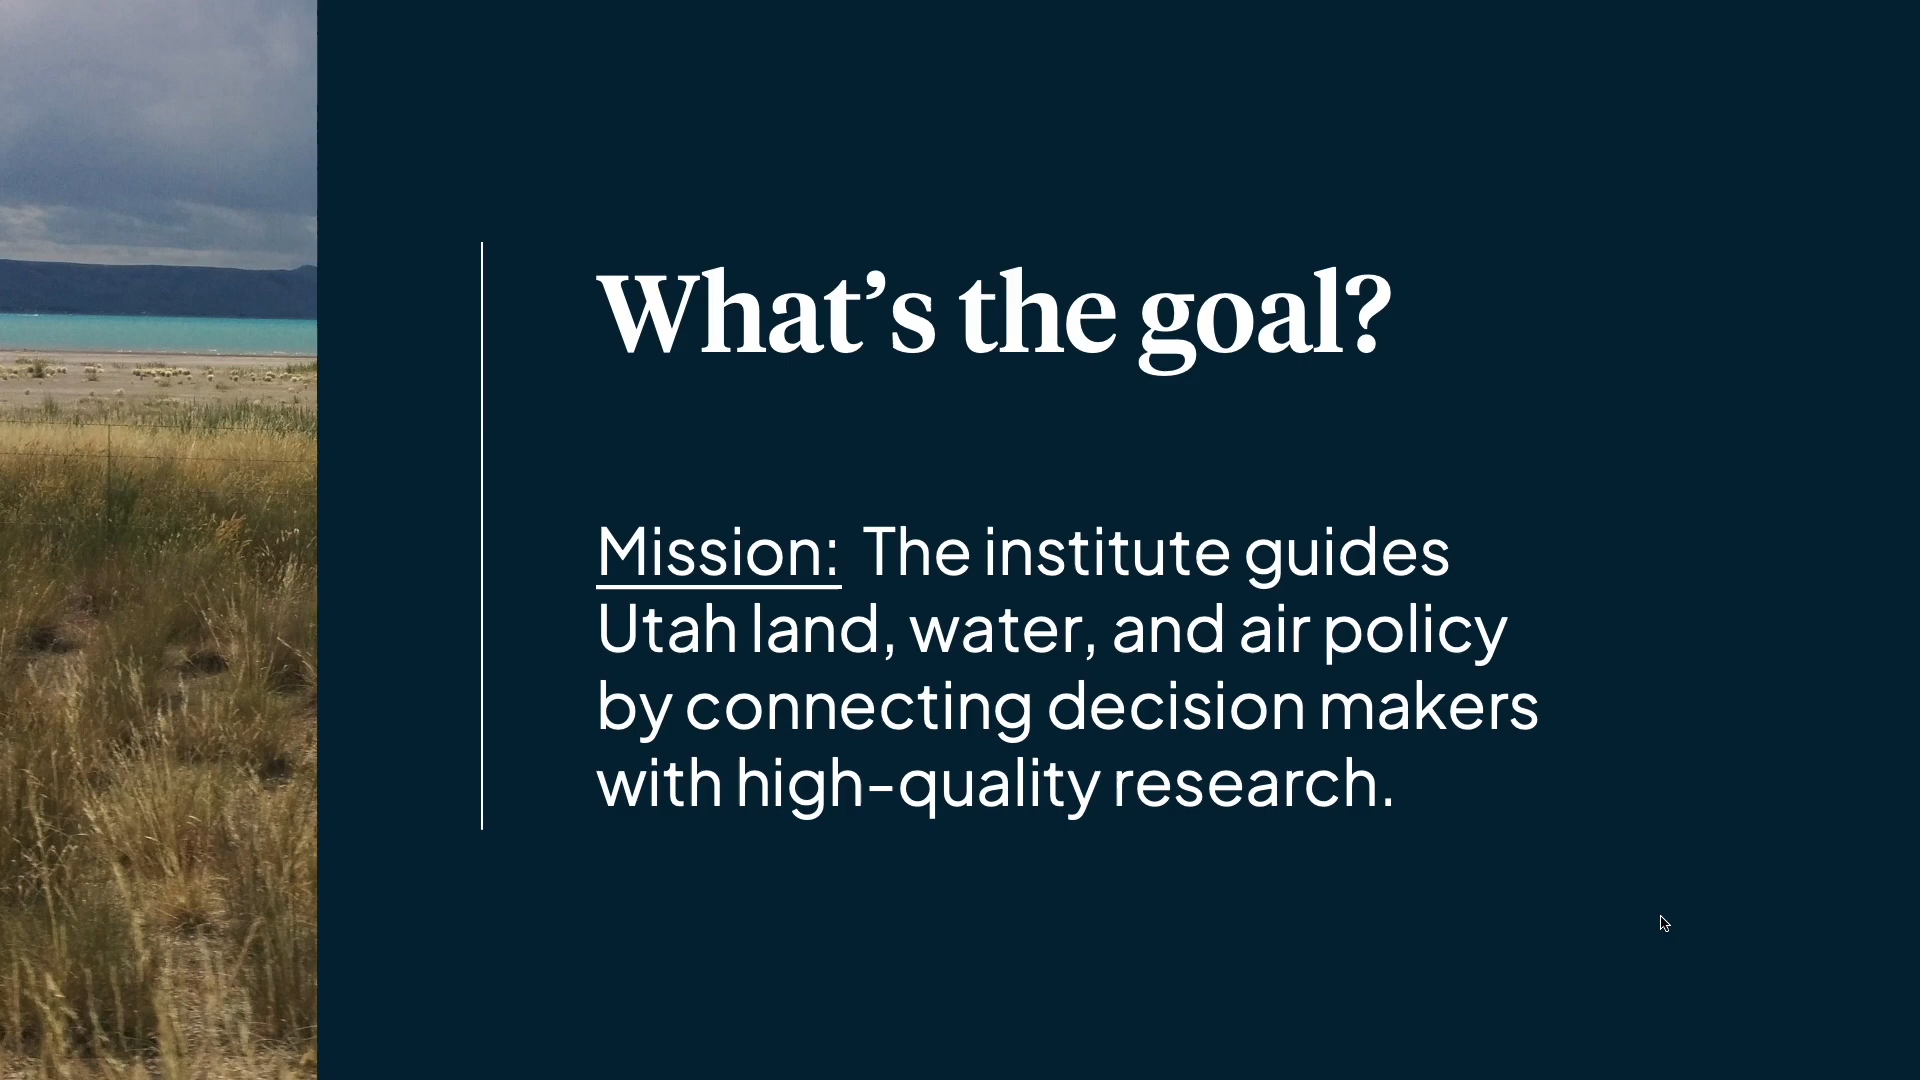 What’s the goal?
Mission: The institute guides
Utah land, water, and air policy
by connecting decision makers
with high-quality research.